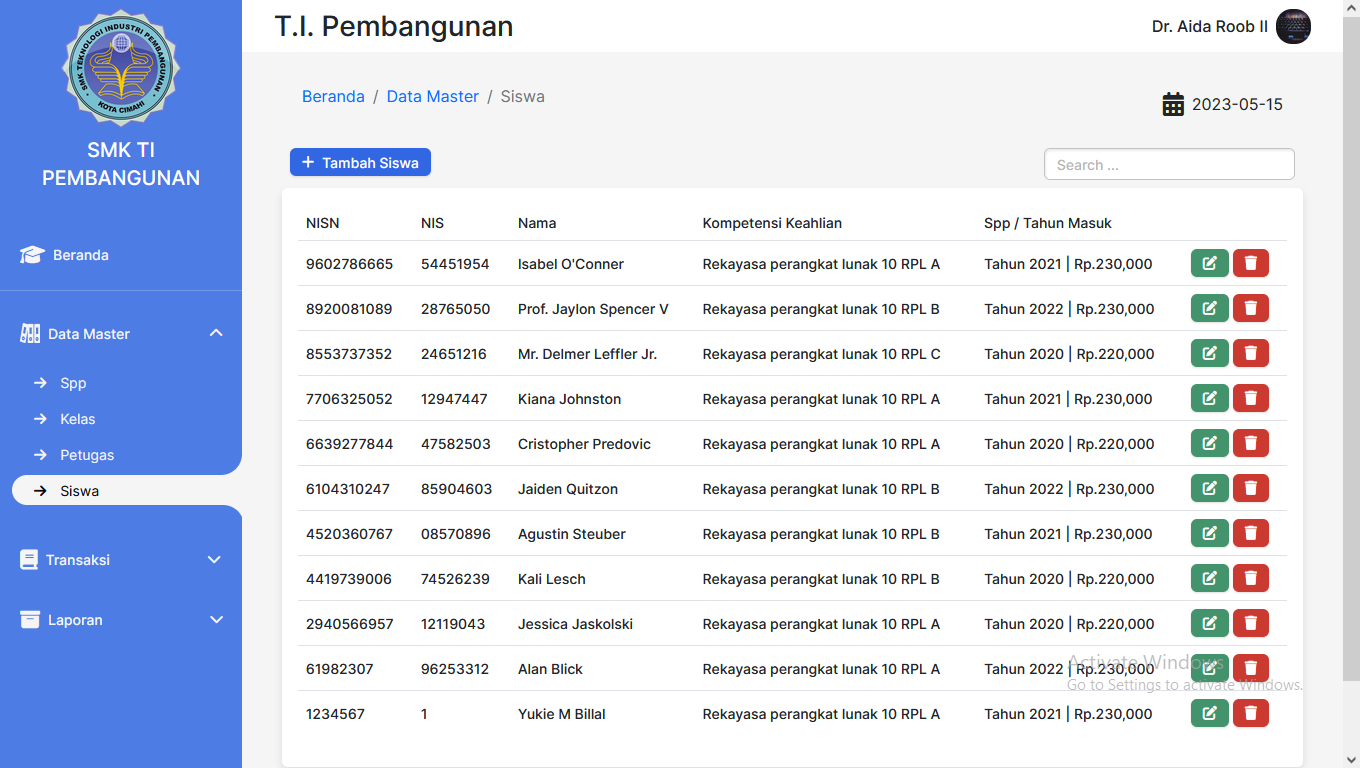 SMK TEKNOLOGI INDUSTRI PEMBANGUNAN
KOTA CIMAHI
SMK TI
PEMBANGUNAN
Beranda
Data Master
Spp
Kelas
Petugas
Siswa
Transaksi
Laporan
T.I. Pembangunan
Dr. Aida Roob II
Beranda / Data Master / Siswa
2023-05-15
+ Tambah Siswa
Search ...
NISN NIS Nama Kompetensi Keahlian Spp / Tahun Masuk
9602786665 54451954 Isabel O'Conner Rekayasa perangkat lunak 10 RPL A Tahun 2021 | Rp.230,000
8920081089 28765050 Prof. Jaylon Spencer V Rekayasa perangkat lunak 10 RPL B Tahun 2022 | Rp.230,000
8553737352 24651216 Mr. Delmer Leffler Jr. Rekayasa perangkat lunak 10 RPL C Tahun 2020 | Rp.220,000
7706325052 12947447 Kiana Johnston Rekayasa perangkat lunak 10 RPL A Tahun 2021 | Rp.230,000
6639277844 47582503 Cristopher Predovic Rekayasa perangkat lunak 10 RPL A Tahun 2020 | Rp.220,000
6104310247 85904603 Jaiden Quitzon Rekayasa perangkat lunak 10 RPL B Tahun 2022 | Rp.230,000
4520360767 08570896 Agustin Steuber Rekayasa perangkat lunak 10 RPL B Tahun 2021 | Rp.230,000
4419739006 74526239 Kali Lesch Rekayasa perangkat lunak 10 RPL B Tahun 2020 | Rp.220,000
2940566957 12119043 Jessica Jaskolski Rekayasa perangkat lunak 10 RPL A Tahun 2020 | Rp.220,000
61982307 96253312 Alan Blick Rekayasa perangkat lunak 10 RPL A Tahun 2022 | Rp.230,000
1234567 1 Yukie M Billal Rekayasa perangkat lunak 10 RPL A Tahun 2021 | Rp.230,000
Activate Windows
Go to Settings to activate Windows.